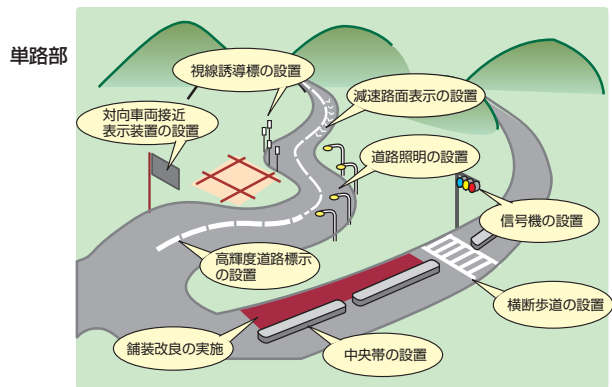 単路部
視線誘導標の設置
減速路面表示の設置
対向車両接近
表示装置の設置
道路照明の設置
信号機の設置
高輝度道路標示
の設置
横断歩道の設置
舗装改良の実施
中央帯の設置